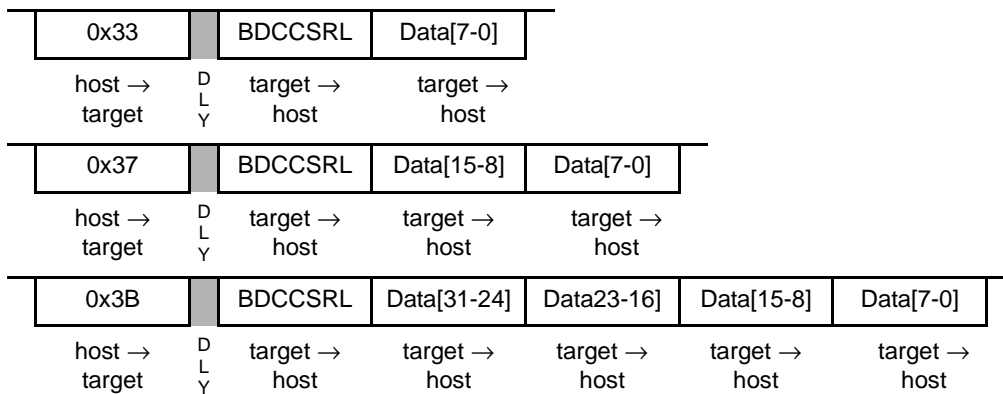 0x33 BDCCSRL Data[7-0]
host → D target → target →
target L host host
Y
0x37 BDCCSRL Data[15-8] Data[7-0]
host → D target → target → target →
target L host host host
Y
0x3B BDCCSRL Data[31-24] Data23-16] Data[15-8] Data[7-0]
host → D target → target → target → target → target →
target L host host host host host
Y